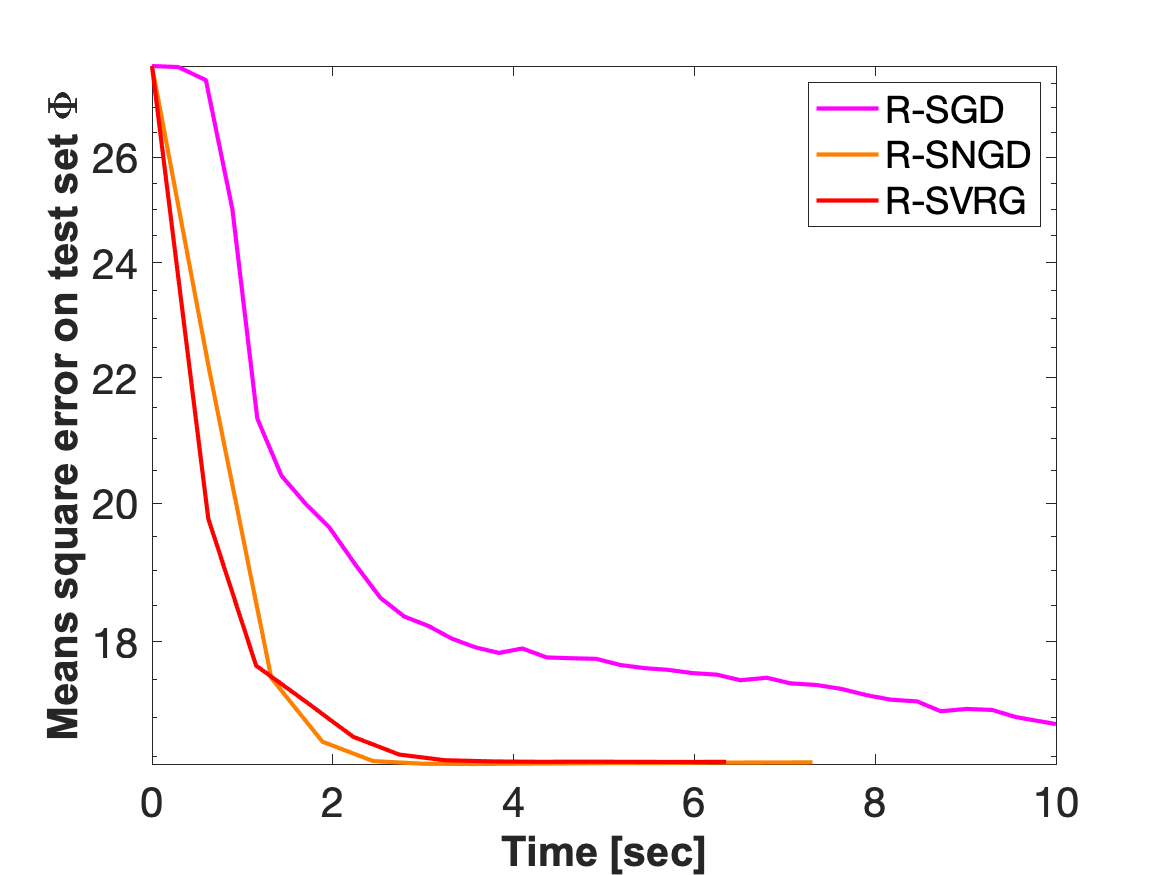 Means square error on test set Φ
26
24
22
20
18
R-SGD
R-SNGD
R-SVRG
0 2 4 6 8 10
Time [sec]